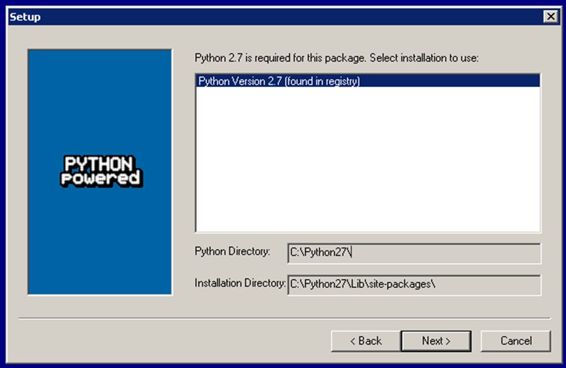 Setup
Python 2.7 is required for this package. Select installation to use:
Python Version 2.7 (found in registry)
PYTHON
powered
Python Directory: C:\Python27\
Installation Directory: C:\Python27\Lib\site-packages\
< Back Next > Cancel